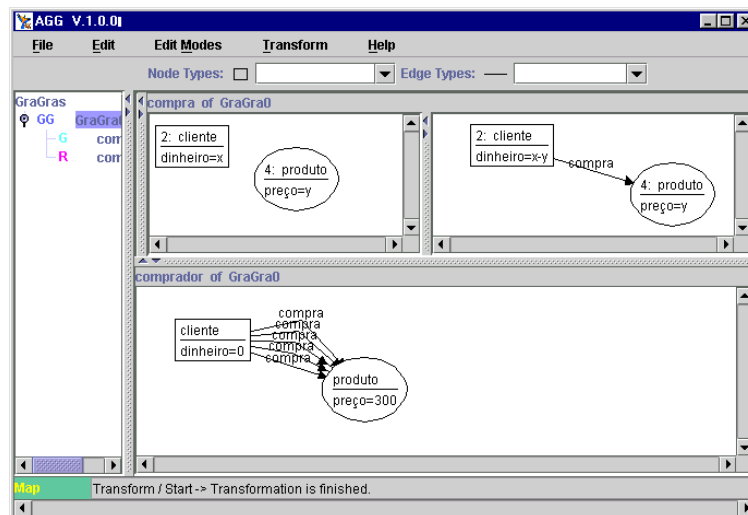 AGG V.1.0.0
File Edit Edit Modes Transform Help
Node Types: Edge Types:
GraGras
GG GraGra
G com
R com
compra of GraGra0
2: cliente
dinheiro=x
4: produto
preço=y
2: cliente
dinheiro=x-y
compra
4: produto
preço=y
comprador of GraGra0
cliente
dinheiro=0
compra
compra
compra
compra
compra
produto
preço=300
Map Transform / Start -> Transformation is finished.